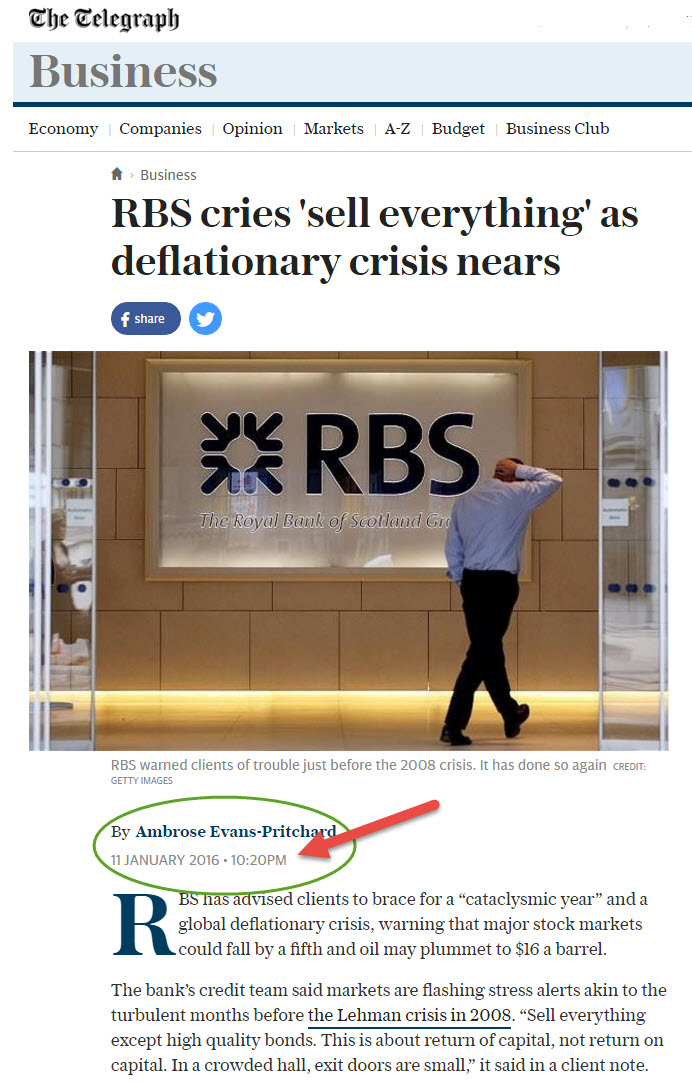 The Telegraph
Business
Economy | Companies | Opinion | Markets | A-Z | Budget | Business Club
› Business
RBS cries 'sell everything' as
deflationary crisis nears
f share
RBS
The Royal Bank of Scotland Gro
RBS warned clients of trouble just before the 2008 crisis. It has done so again CREDIT:
GETTY IMAGES
By Ambrose Evans-Pritchard
11 JANUARY 2016 • 10:20PM
RBS has advised clients to brace for a “cataclysmic year” and a
global deflationary crisis, warning that major stock markets
could fall by a fifth and oil may plummet to $16 a barrel.
The bank’s credit team said markets are flashing stress alerts akin to the
turbulent months before the Lehman crisis in 2008. “Sell everything
except high quality bonds. This is about return of capital, not return on
capital. In a crowded hall, exit doors are small,” it said in a client note.